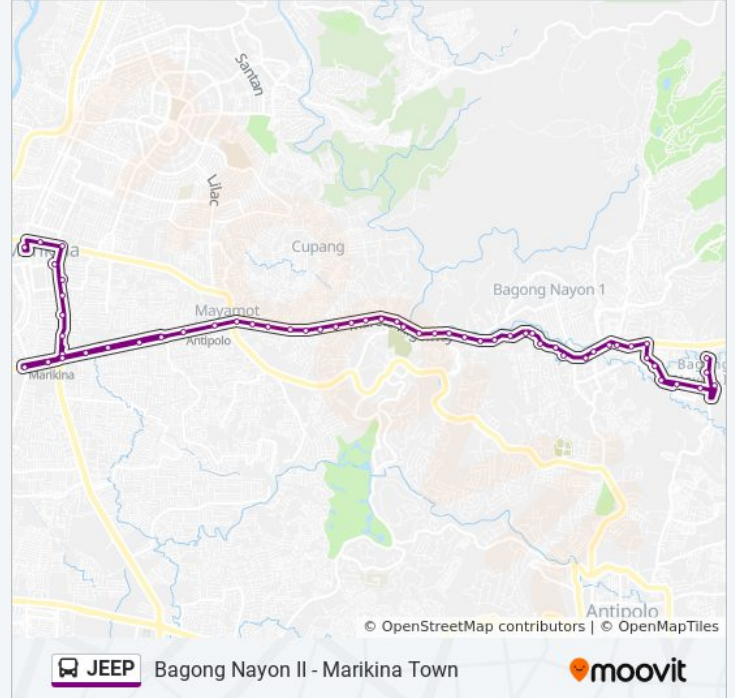 Santan
Lilac
Cupang
Bagong Nayon 1
Mayamot
Antipolo
Marikina
Antipolo
© OpenStreetMap contributors | © OpenMapTiles
JEEP Bagong Nayon II - Marikina Town moovit